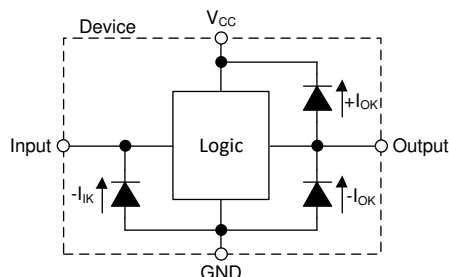 Device
VCC
+IOK
Input
Logic
Output
-IIK
-IOK
GND